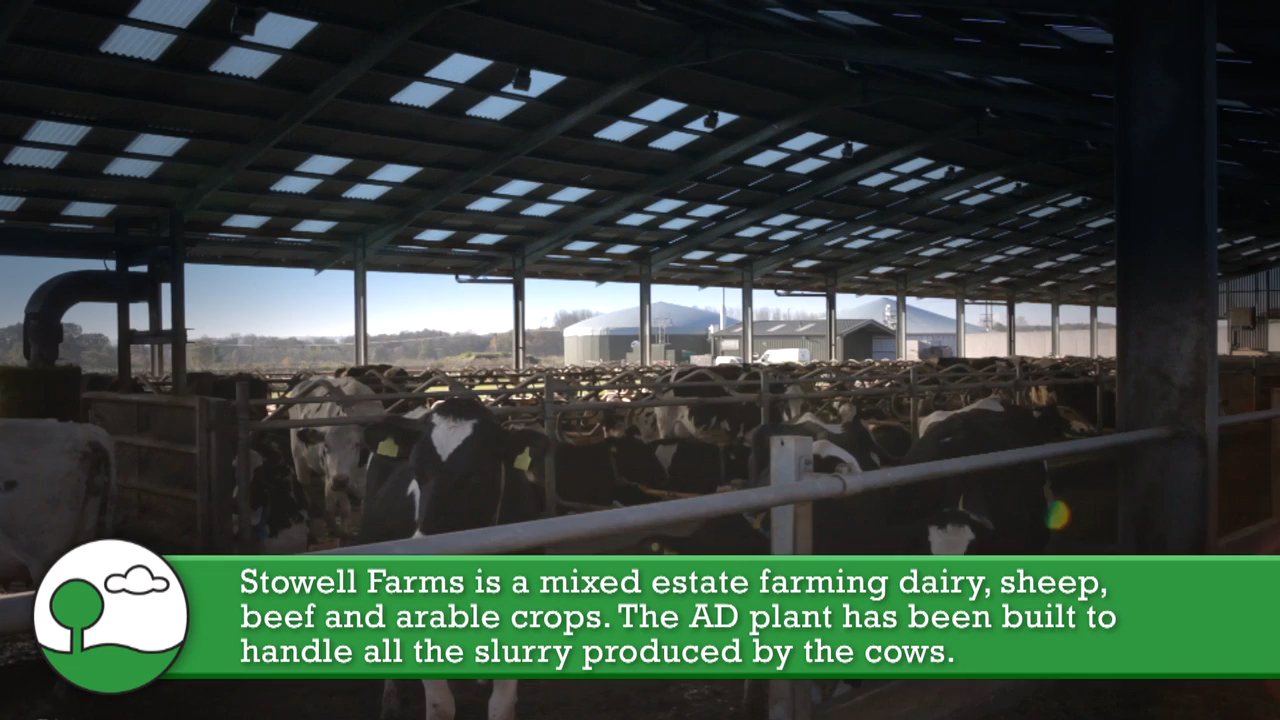 Stowell Farms is a mixed estate farming dairy, sheep,
beef and arable crops. The AD plant has been built to
handle all the slurry produced by the cows.